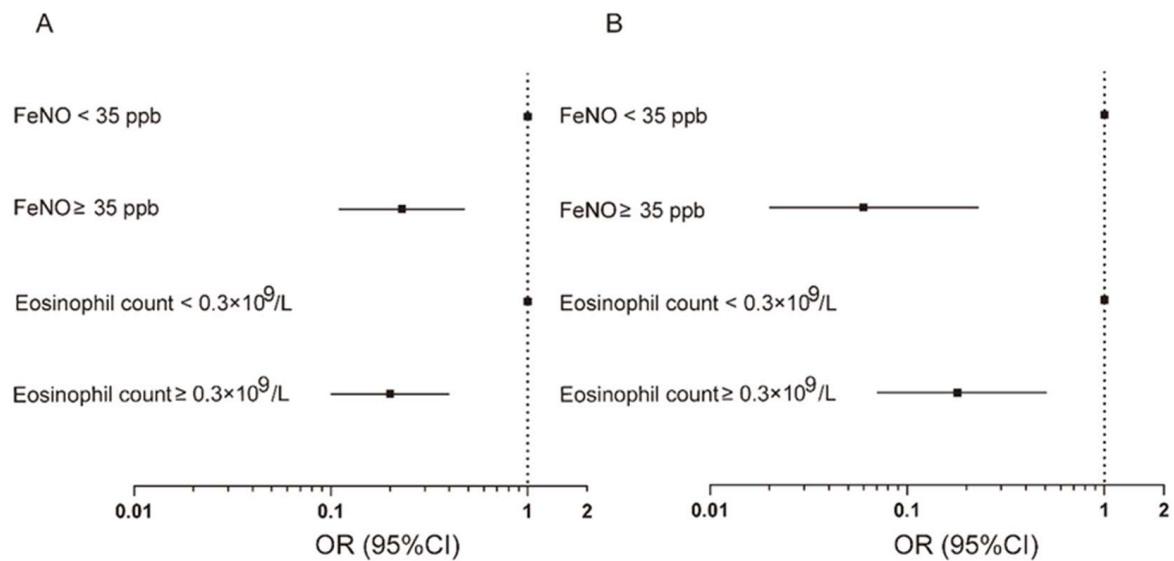 A
FeNO < 35 ppb
FeNO ≥ 35 ppb
Eosinophil count < 0.3×10⁹/L
Eosinophil count ≥ 0.3×10⁹/L
0.01 0.1 1 2
OR (95%CI)
B
FeNO < 35 ppb
FeNO ≥ 35 ppb
Eosinophil count < 0.3×10⁹/L
Eosinophil count ≥ 0.3×10⁹/L
0.01 0.1 1 2
OR (95%CI)